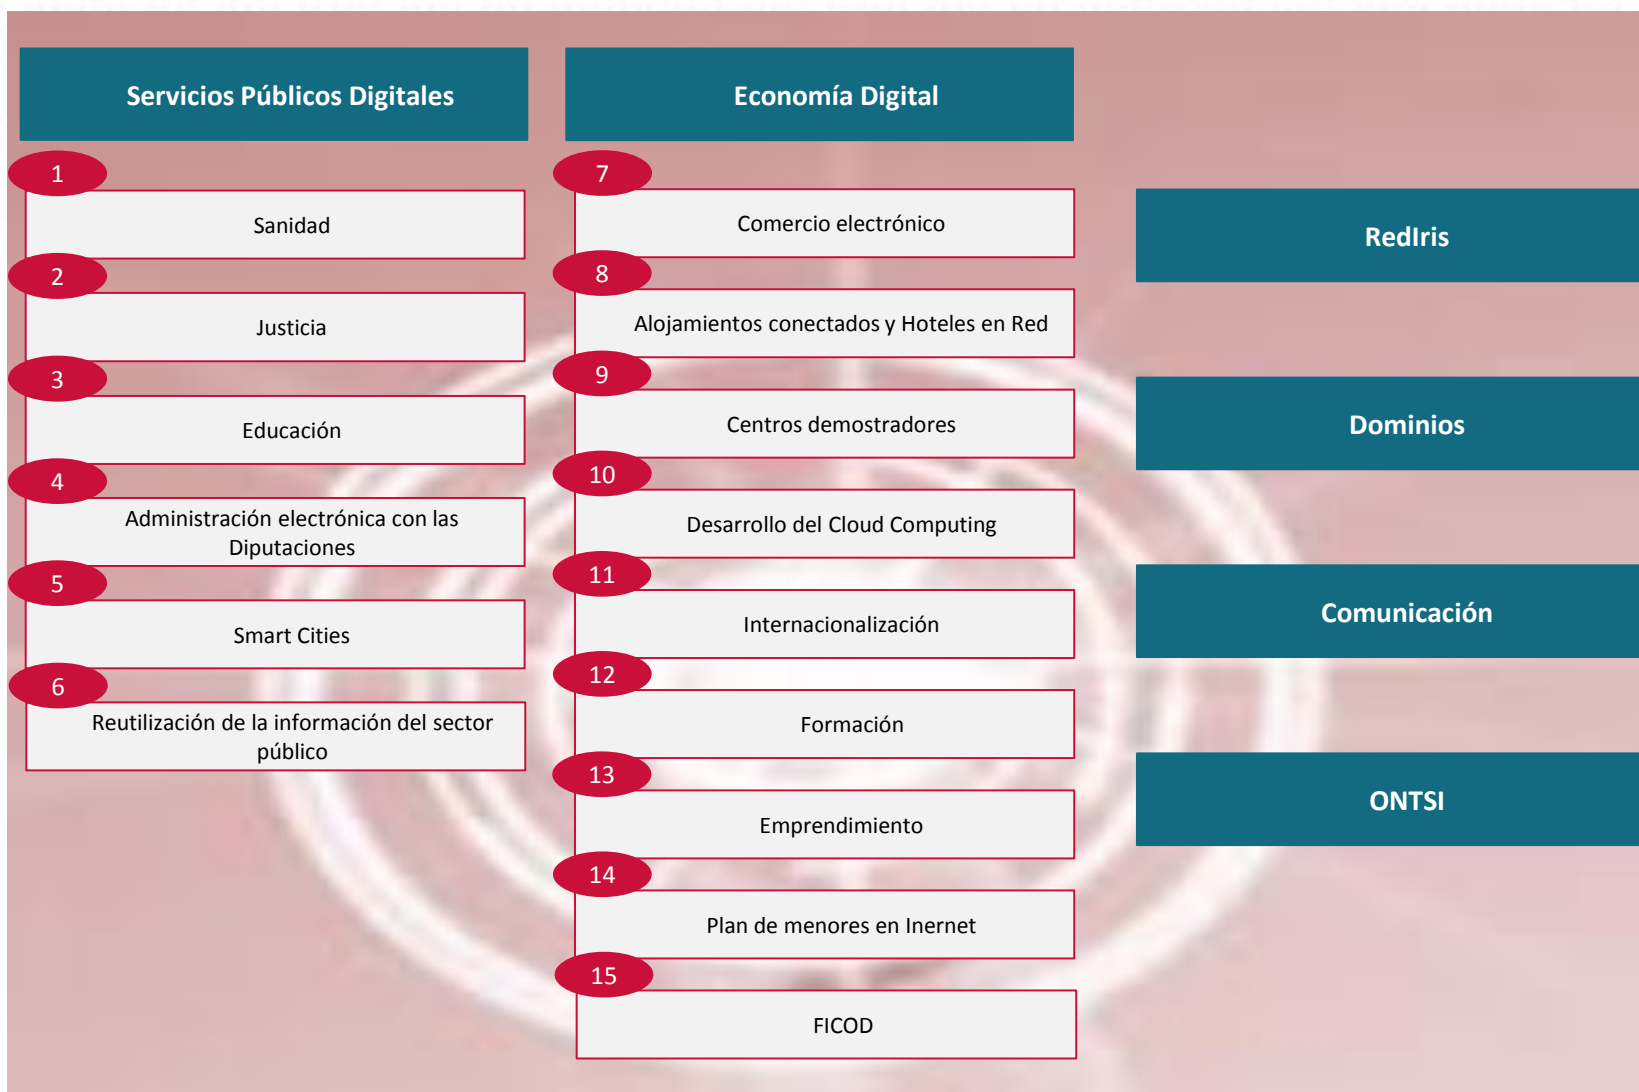 Servicios Públicos Digitales
1
Sanidad
2
Justicia
3
Educación
4
Administración electrónica con las
Diputaciones
5
Smart Cities
6
Reutilización de la información del sector
público
Economía Digital
7
Comercio electrónico
8
Alojamientos conectados y Hoteles en Red
9
Centros demostradores
10
Desarrollo del Cloud Computing
11
Internacionalización
12
Formación
13
Emprendimiento
14
Plan de menores en Inernet
15
FICOD
RedIris
Dominios
Comunicación
ONTSI